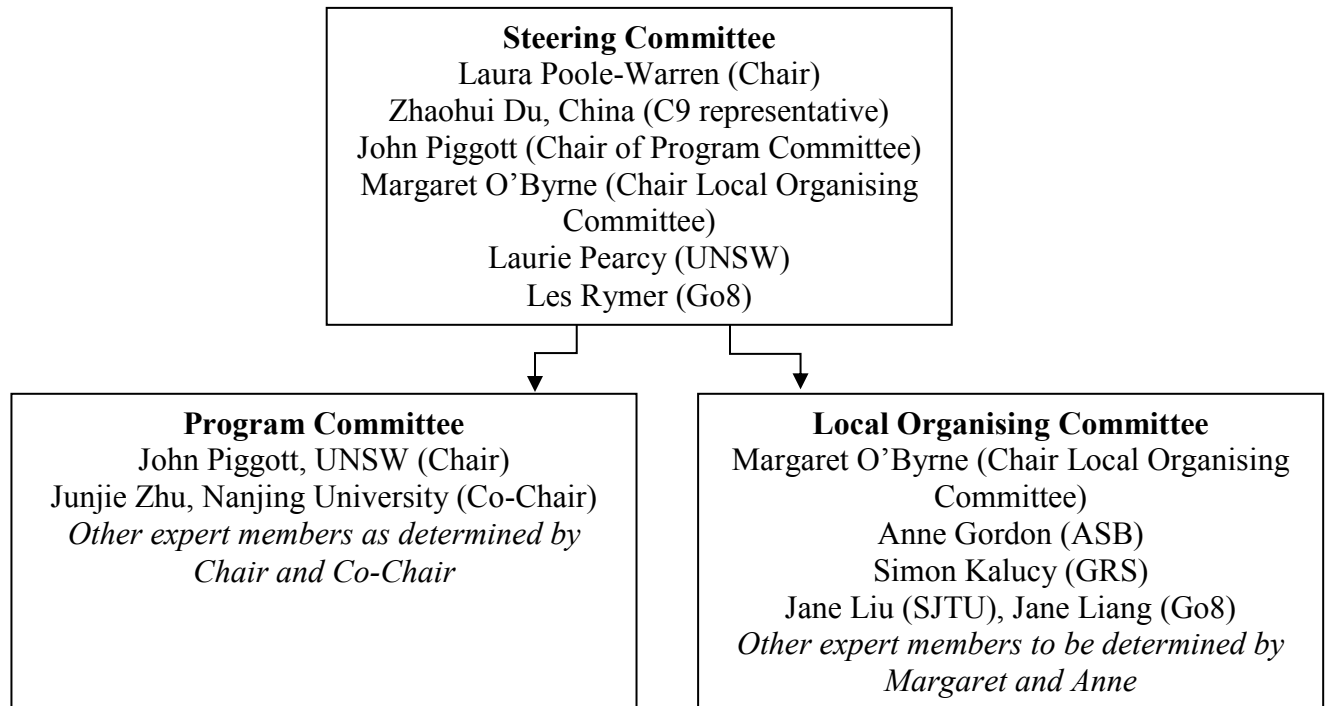 Steering Committee
Laura Poole-Warren (Chair)
Zhaohui Du, China (C9 representative)
John Piggott (Chair of Program Committee)
Margaret O’Byrne (Chair Local Organising
Committee)
Laurie Pearcy (UNSW)
Les Rymer (Go8)
Program Committee
John Piggott, UNSW (Chair)
Junjie Zhu, Nanjing University (Co-Chair)
Other expert members as determined by
Chair and Co-Chair
Local Organising Committee
Margaret O’Byrne (Chair Local Organising
Committee)
Anne Gordon (ASB)
Simon Kalucy (GRS)
Jane Liu (SJTU), Jane Liang (Go8)
Other expert members to be determined by
Margaret and Anne